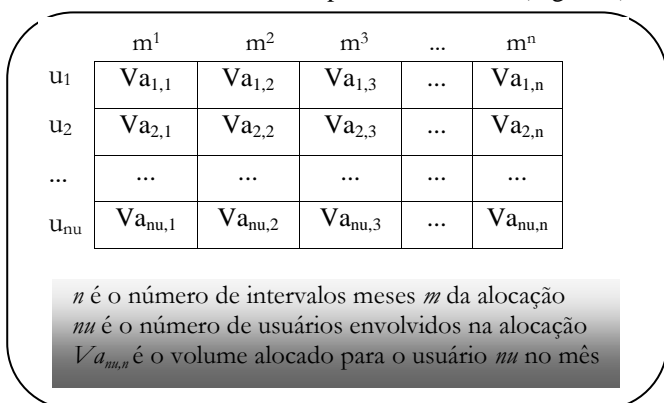 m¹ m² m³ ... mⁿ
u₁ Va₁,₁ Va₁,₂ Va₁,₃ ... Va₁,ₙ
u₂ Va₂,₁ Va₂,₂ Va₂,₃ ... Va₂,ₙ
... ... ... ... ... ...
uₙᵤ Vaₙᵤ,₁ Vaₙᵤ,₂ Vaₙᵤ,₃ ... Vaₙᵤ,ₙ
n é o número de intervalos meses m da alocação
nu é o número de usuários envolvidos na alocação
Vaₙᵤ,ₙ é o volume alocado para o usuário nu no mês